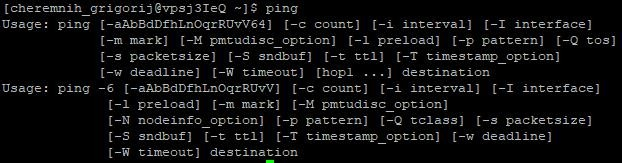 [cheremnih_grigorij@vpsj3IeQ ~]$ ping
Usage: ping [-aAbBdDfhLnOqrRUvV64] [-c count] [-i interval] [-I interface]
            [-m mark] [-M pmtudisc_option] [-l preload] [-p pattern] [-Q tos]
            [-s packetsize] [-S sndbuf] [-t ttl] [-T timestamp_option]
            [-w deadline] [-W timeout] [hop1 ...] destination
Usage: ping -6 [-aAbBdDfhLnOqrRUvV] [-c count] [-i interval] [-I interface]
             [-l preload] [-m mark] [-M pmtudisc_option]
             [-N nodeinfo_option] [-p pattern] [-Q tclass] [-s packetsize]
             [-S sndbuf] [-t ttl] [-T timestamp_option] [-w deadline]
             [-W timeout] destination